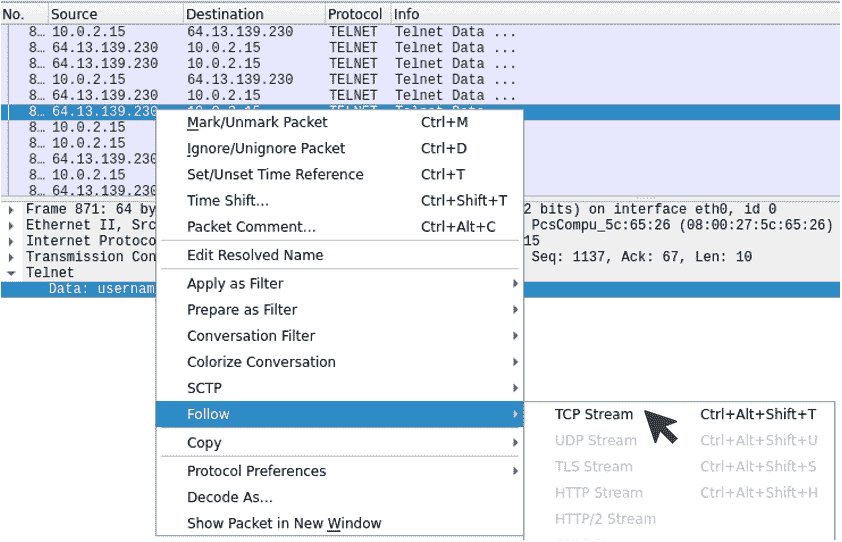 No. Source Destination Protocol Info
8… 10.0.2.15 64.13.139.230 TELNET Telnet Data ...
8… 64.13.139.230 10.0.2.15 TELNET Telnet Data ...
8… 64.13.139.230 10.0.2.15 TELNET Telnet Data ...
8… 10.0.2.15 64.13.139.230 TELNET Telnet Data ...
8… 64.13.139.230 10.0.2.15 TELNET Telnet Data ...
8… 64.13.139.230 10.0.2.15 TELNET Telnet Data
8… 10.0.2.15
8… 10.0.2.15
8… 64.13.139.230
8… 10.0.2.15
8… 64.13.139.230
Mark/Unmark Packet Ctrl+M
Ignore/Unignore Packet Ctrl+D
Set/Unset Time Reference Ctrl+T
Time Shift... Ctrl+Shift+T
Packet Comment... Ctrl+Alt+C
Edit Resolved Name
Apply as Filter
Prepare as Filter
Conversation Filter
Colorize Conversation
SCTP
Follow
Copy
Protocol Preferences
Decode As...
Show Packet in New Window
Frame 871: 64 by 2 bits) on interface eth0, id 0
Ethernet II, Src PcsCompu_5c:65:26 (08:00:27:5c:65:26)
Internet Protoco 15
Transmission Con Seq: 1137, Ack: 67, Len: 10
Telnet
Data: usernam
TCP Stream Ctrl+Alt+Shift+T
UDP Stream Ctrl+Alt+Shift+U
TLS Stream Ctrl+Alt+Shift+S
HTTP Stream Ctrl+Alt+Shift+H
HTTP/2 Stream